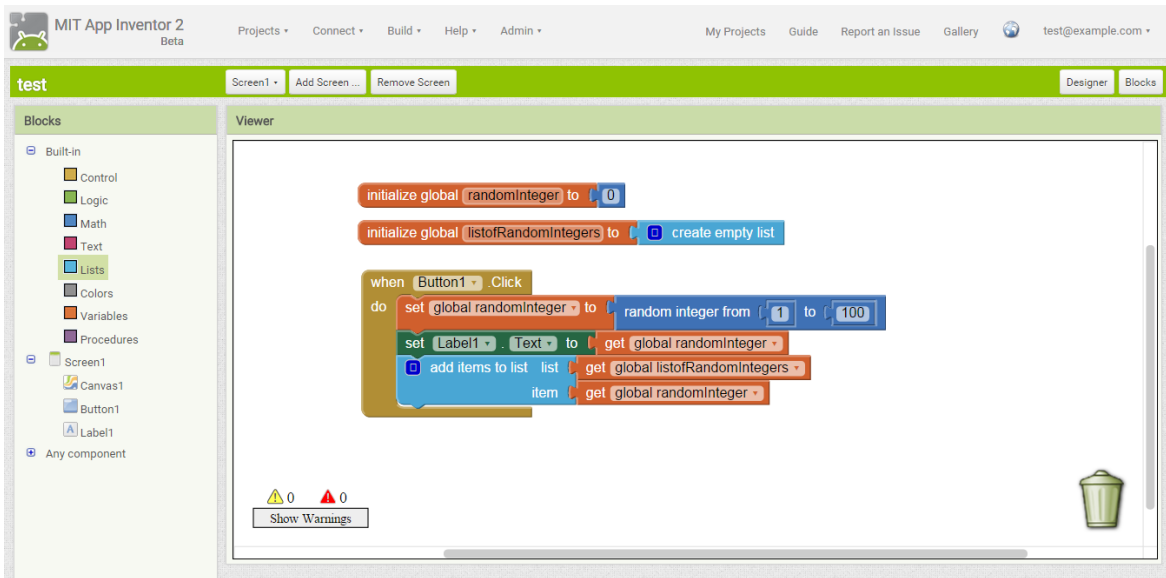 MIT App Inventor 2
Beta
Projects Connect Build Help Admin My Projects Guide Report an Issue Gallery test@example.com
test Screen1 Add Screen ... Remove Screen Designer Blocks
Blocks Viewer
Built-in
Control
Logic
Math
Text
Lists
Colors
Variables
Procedures
Screen1
Canvas1
Button1
Label1
Any component
initialize global randomInteger to 0
initialize global listofRandomIntegers to create empty list
when Button1 .Click
do set global randomInteger to random integer from 1 to 100
set Label1 . Text to get global randomInteger
add items to list list get global listofRandomIntegers
item get global randomInteger
0 0
Show Warnings